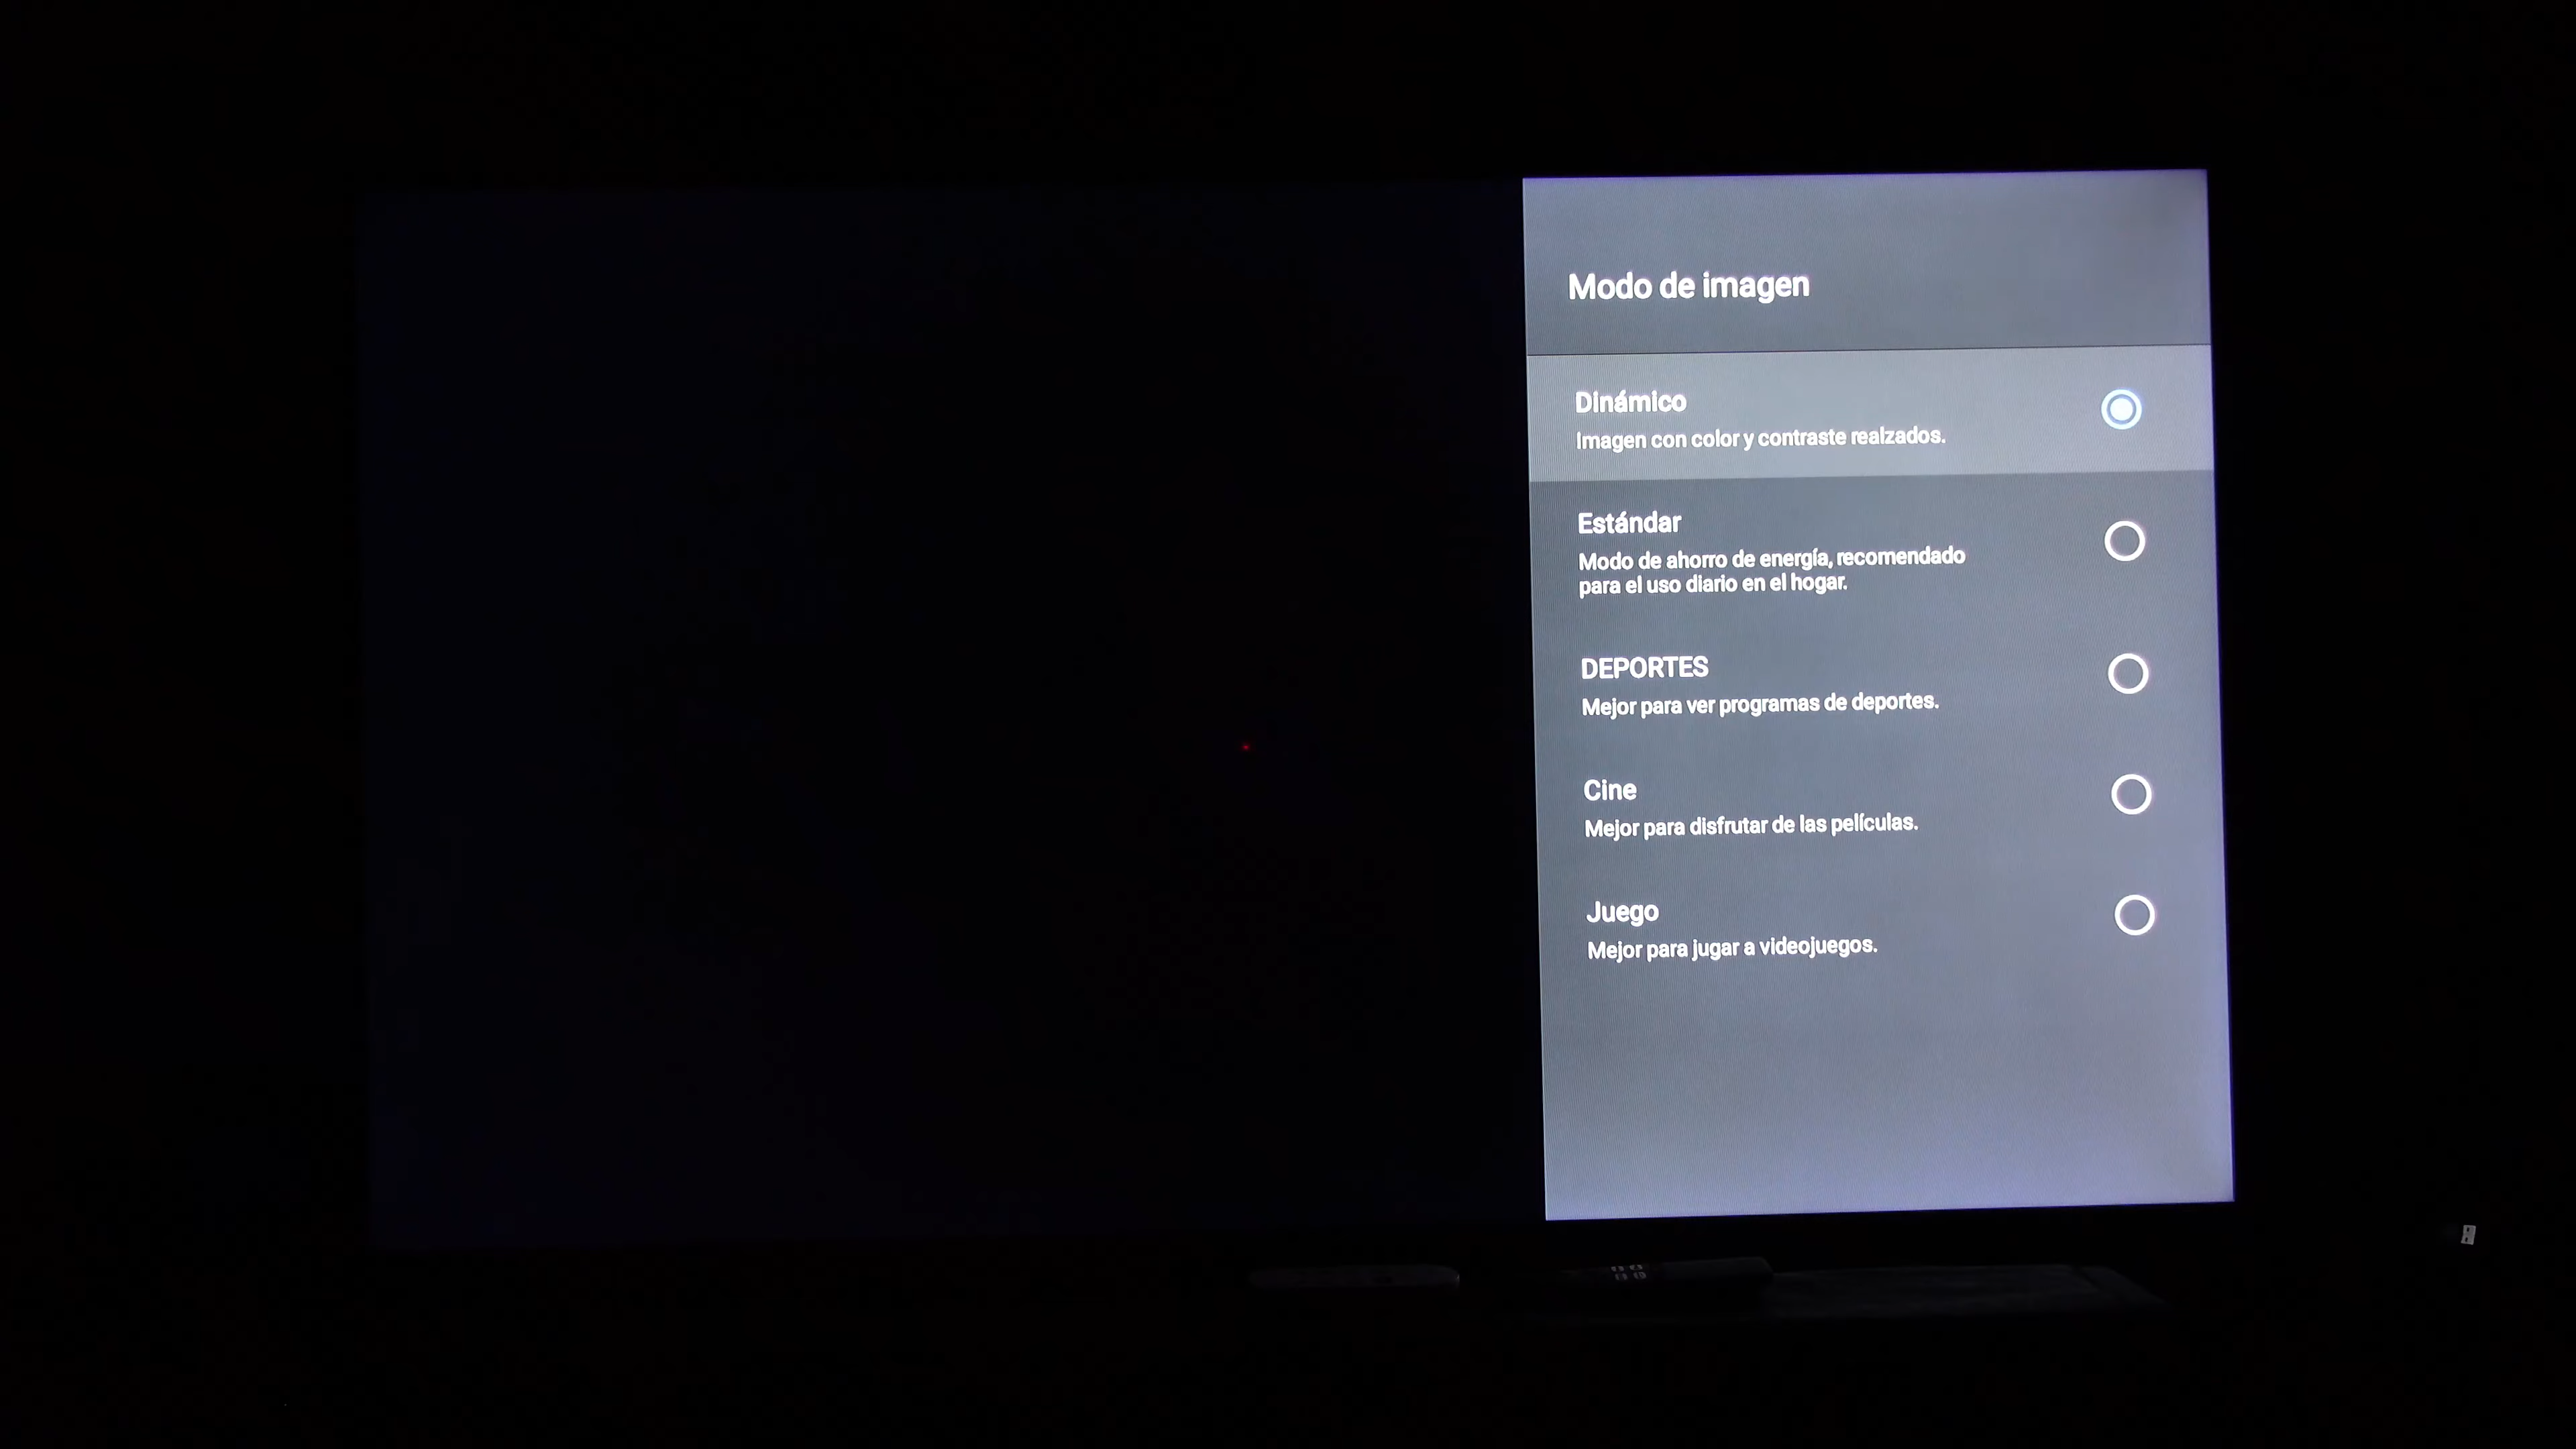 Modo de imagen
Dinámico
Imagen con color y contraste realzados.
Estándar
Modo de ahorro de energía, recomendado
para el uso diario en el hogar.
DEPORTES
Mejor para ver programas de deportes.
Cine
Mejor para disfrutar de las películas.
Juego
Mejor para jugar a videojuegos.